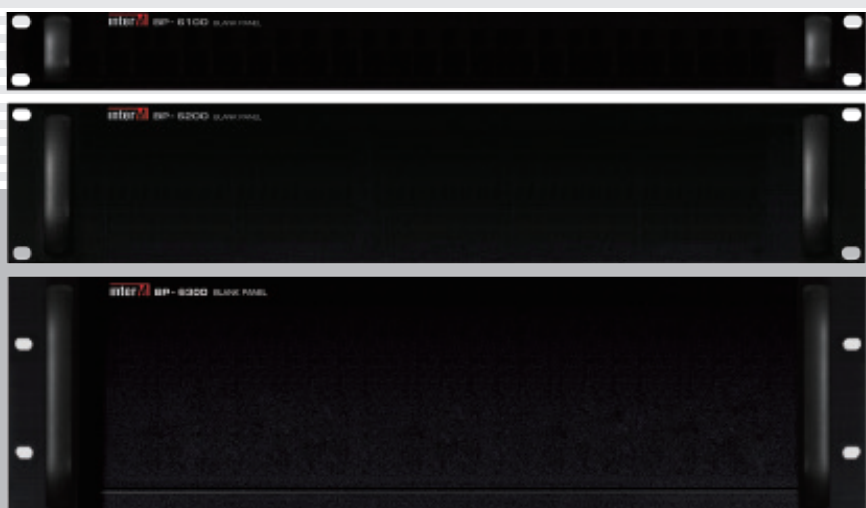 inter M BP-6100 BLANK PANEL
inter M BP-6200 BLANK PANEL
inter M BP-6300 BLANK PANEL